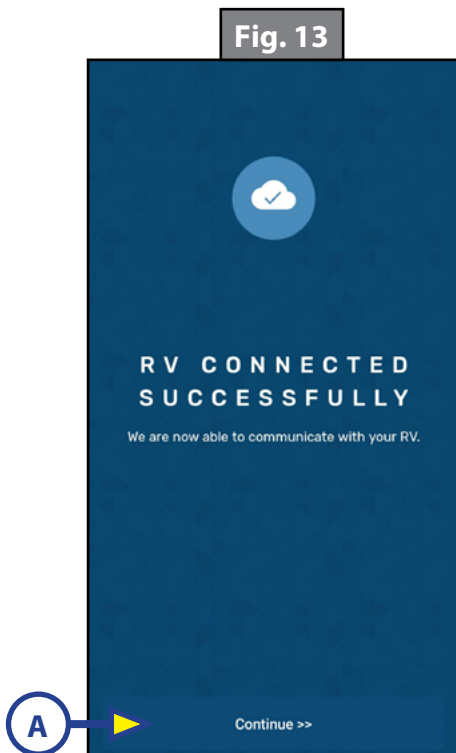 Fig. 13
RV CONNECTED
SUCCESSFULLY
We are now able to communicate with your RV.
A
Continue >>